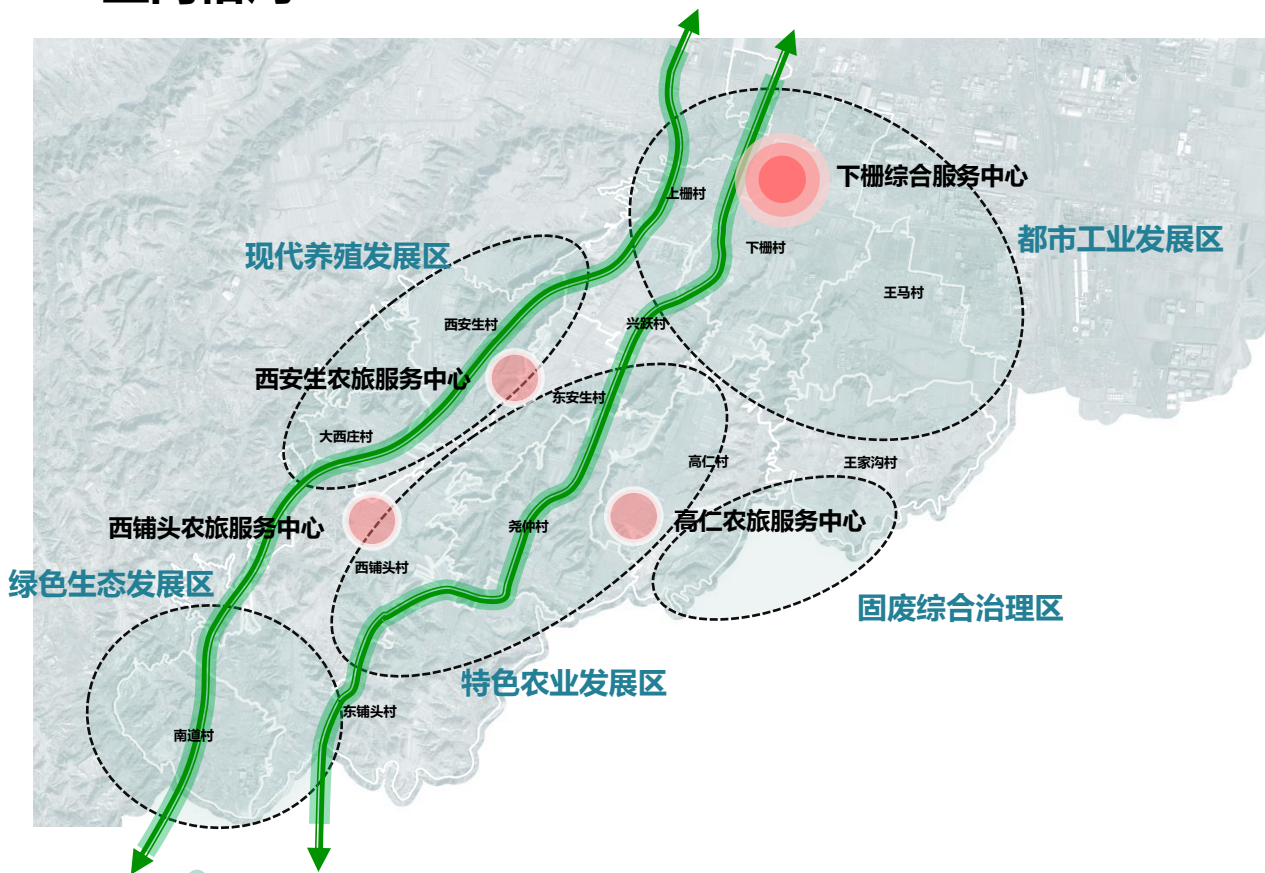 上栅村
下栅综合服务中心
都市工业发展区
下栅村
现代养殖发展区
王马村
西安生村
兴跃村
西安生农旅服务中心
东安生村
大西庄村
高仁村
王家沟村
西铺头农旅服务中心
尧仲村
高仁农旅服务中心
西铺头村
绿色生态发展区
固废综合治理区
特色农业发展区
东铺头村
南道村